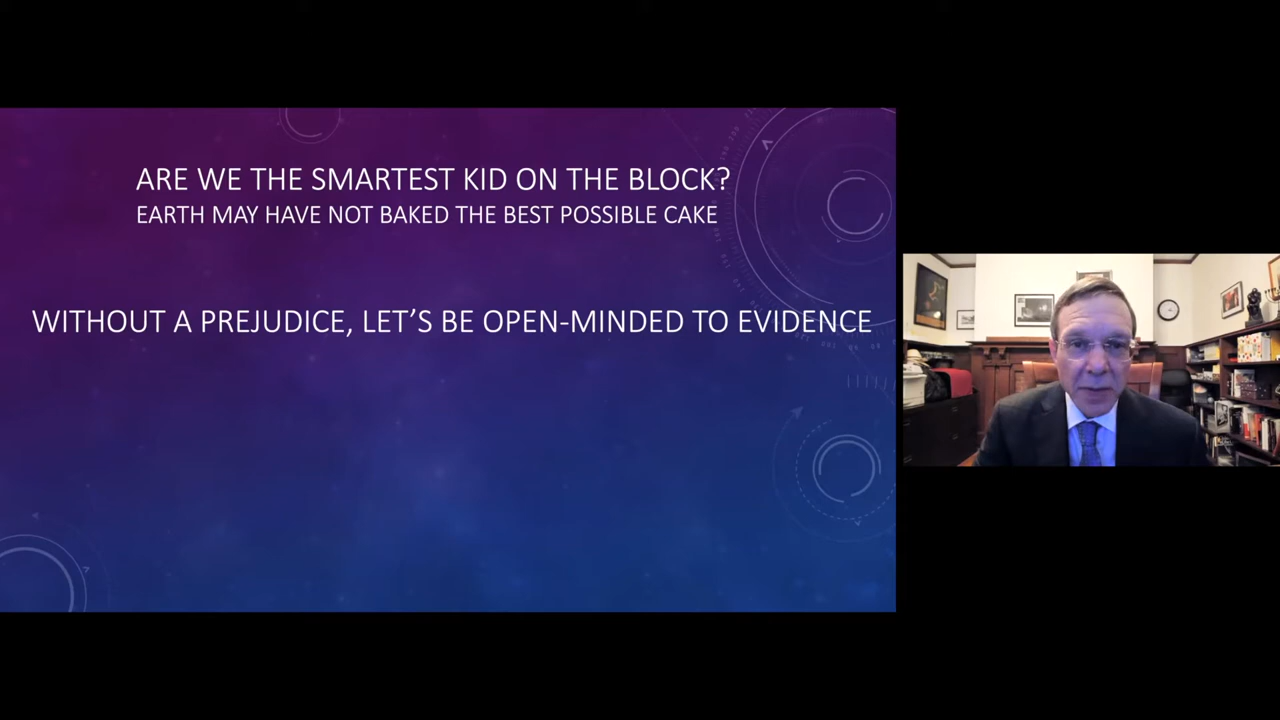 ARE WE THE SMARTEST KID ON THE BLOCK?
EARTH MAY HAVE NOT BAKED THE BEST POSSIBLE CAKE
WITHOUT A PREJUDICE, LET'S BE OPEN-MINDED TO EVIDENCE